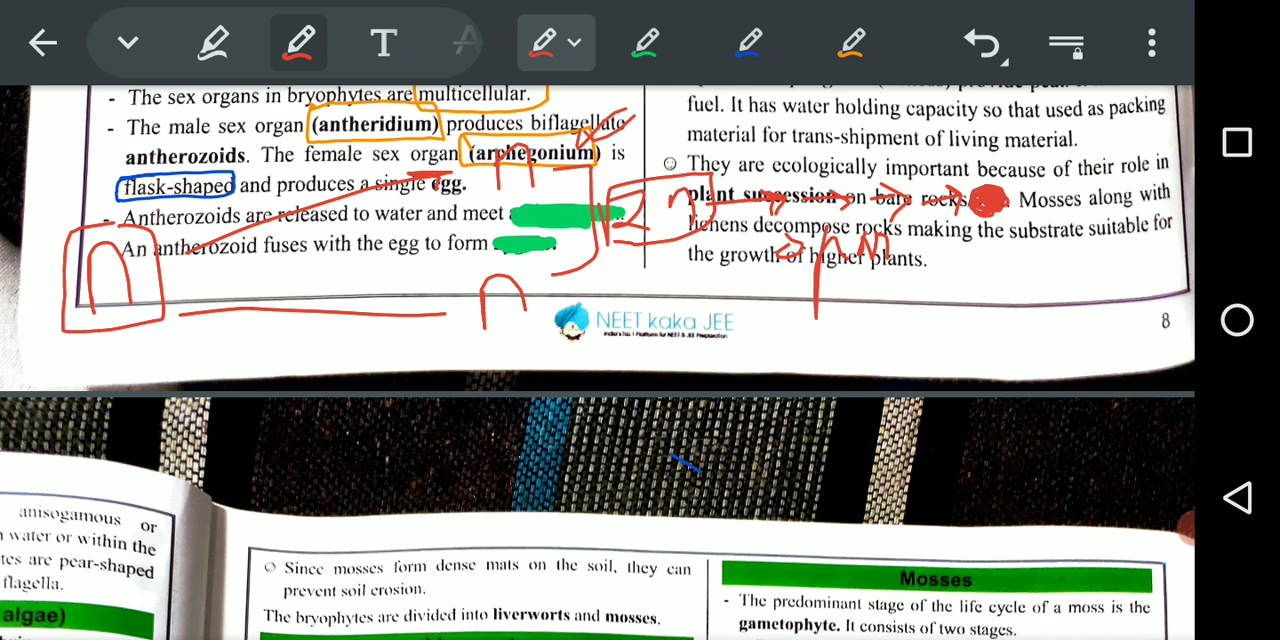 T
A
- The sex organs in bryophytes are multicellular.
- The male sex organ (antheridium) produces biflagellate
antherozoids. The female sex organ (archegonium) is
flask-shaped and produces a single egg.
- Antherozoids are released to water and meet
An antherozoid fuses with the egg to form
n
n
n
2n
fuel. It has water holding capacity so that used as packing
material for trans-shipment of living material.
They are ecologically important because of their role in
plant succession on bare rocks. Mosses along with
lichens decompose rocks making the substrate suitable for
the growth of higher plants.
NEET kaka JEE
8
anisogamous or
water or within the
tes are pear-shaped
flagella.
algae)
Since mosses form dense mats on the soil, they can
prevent soil erosion.
The bryophytes are divided into liverworts and mosses.
Mosses
- The predominant stage of the life cycle of a moss is the
gametophyte. It consists of two stages.